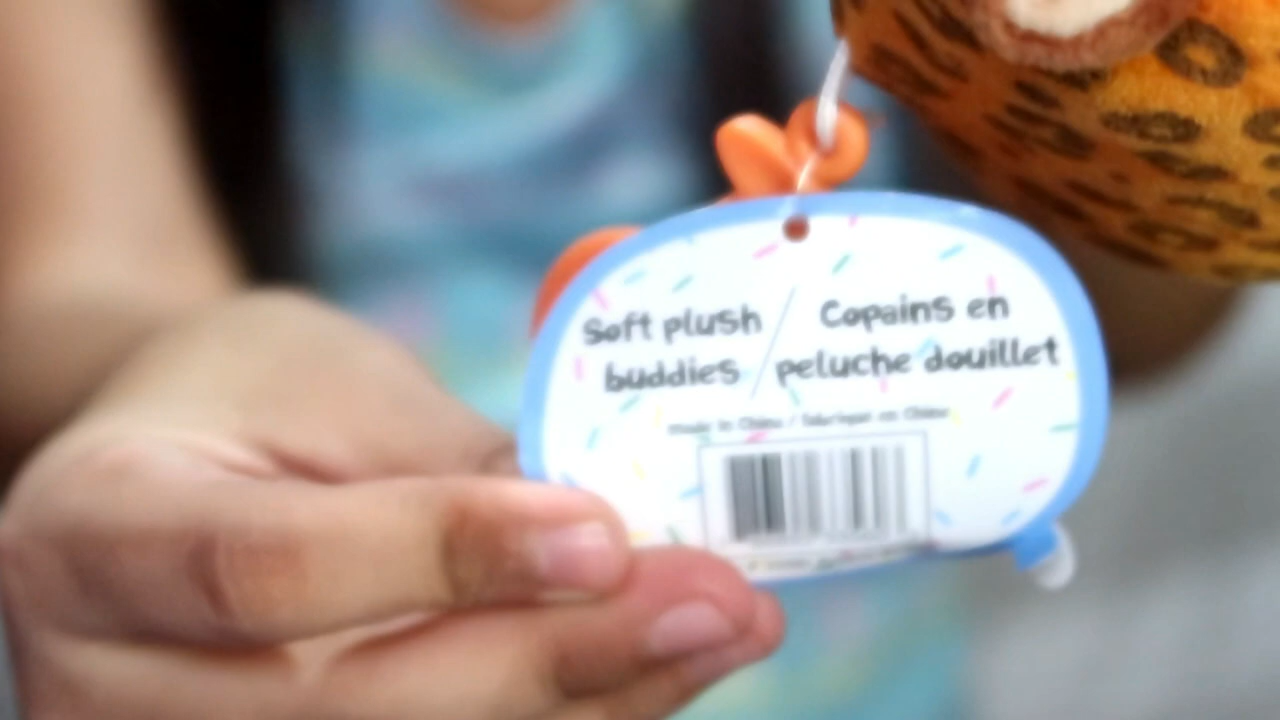 Soft plush / Copains en
buddies / peluche douillet
made in China / fabriqué en Chine